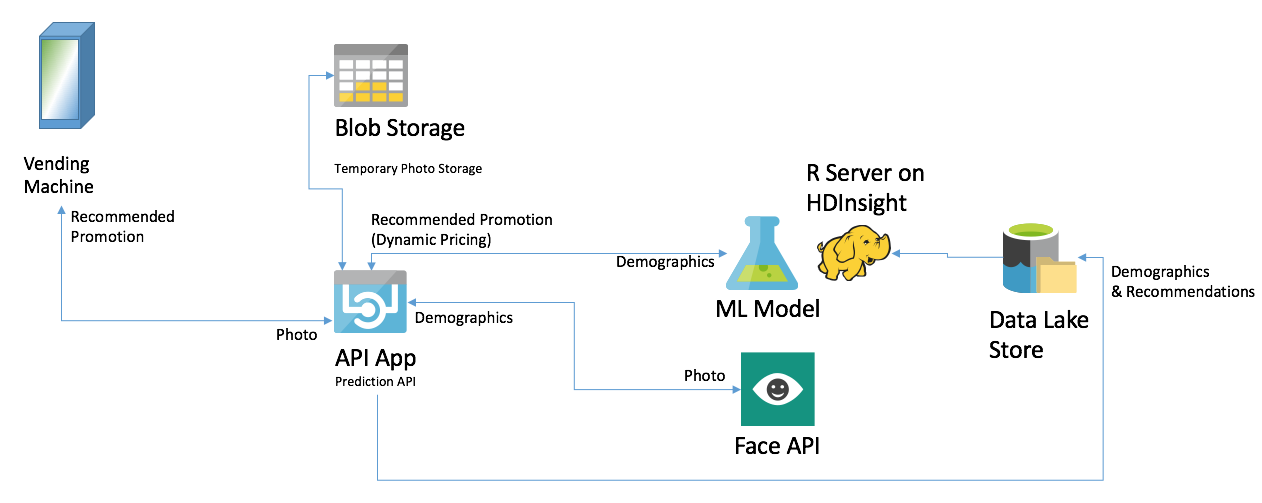 Blob Storage
Temporary Photo Storage
Vending
Machine
Recommended
Promotion
R Server on
HDInsight
Recommended Promotion
(Dynamic Pricing)
Demographics
ML Model
Demographics
& Recommendations
Data Lake
Store
Photo
Demographics
API App
Prediction API
Photo
Face API